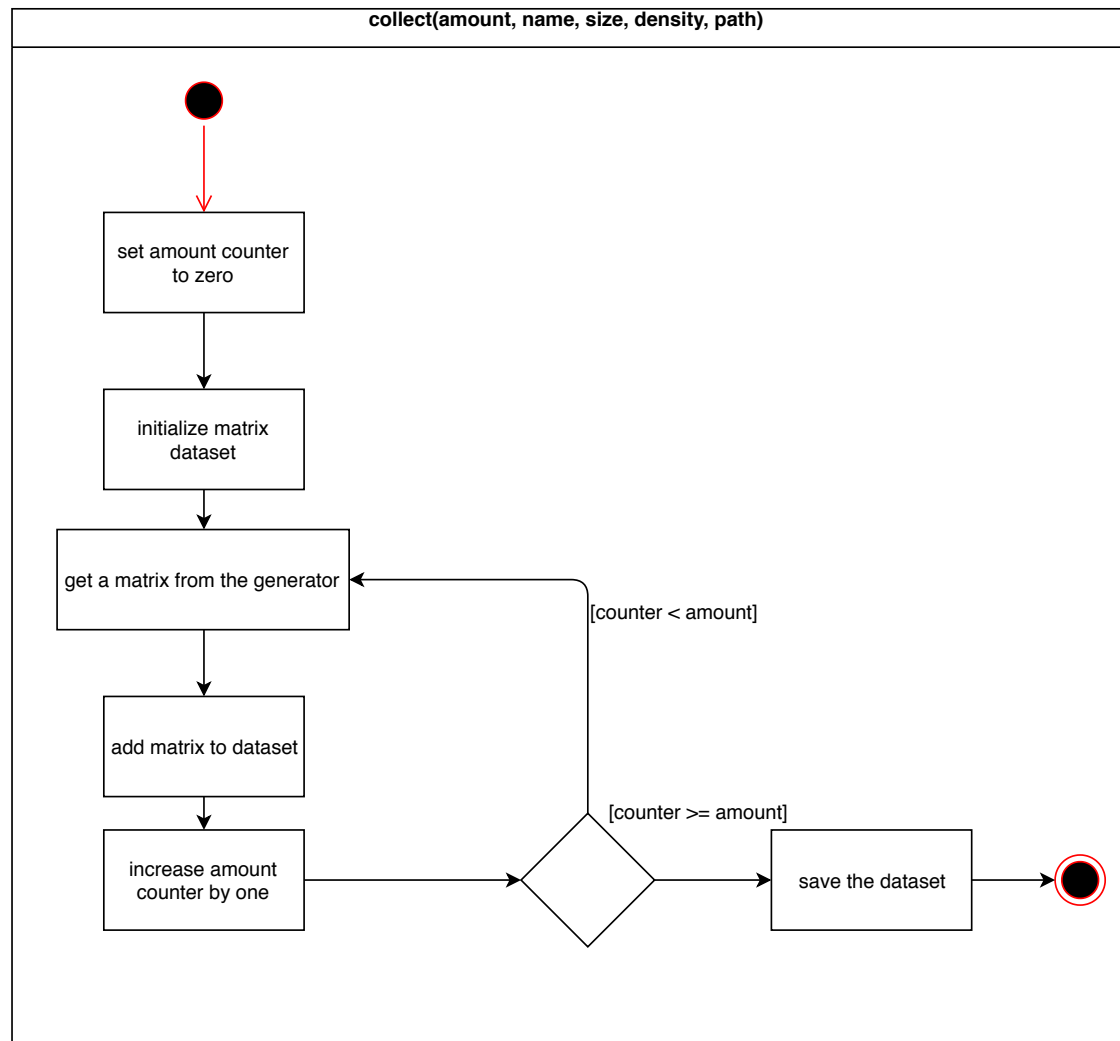 collect(amount, name, size, density, path)
set amount counter
to zero
initialize matrix
dataset
get a matrix from the generator
[counter < amount]
add matrix to dataset
[counter >= amount]
increase amount
counter by one
save the dataset